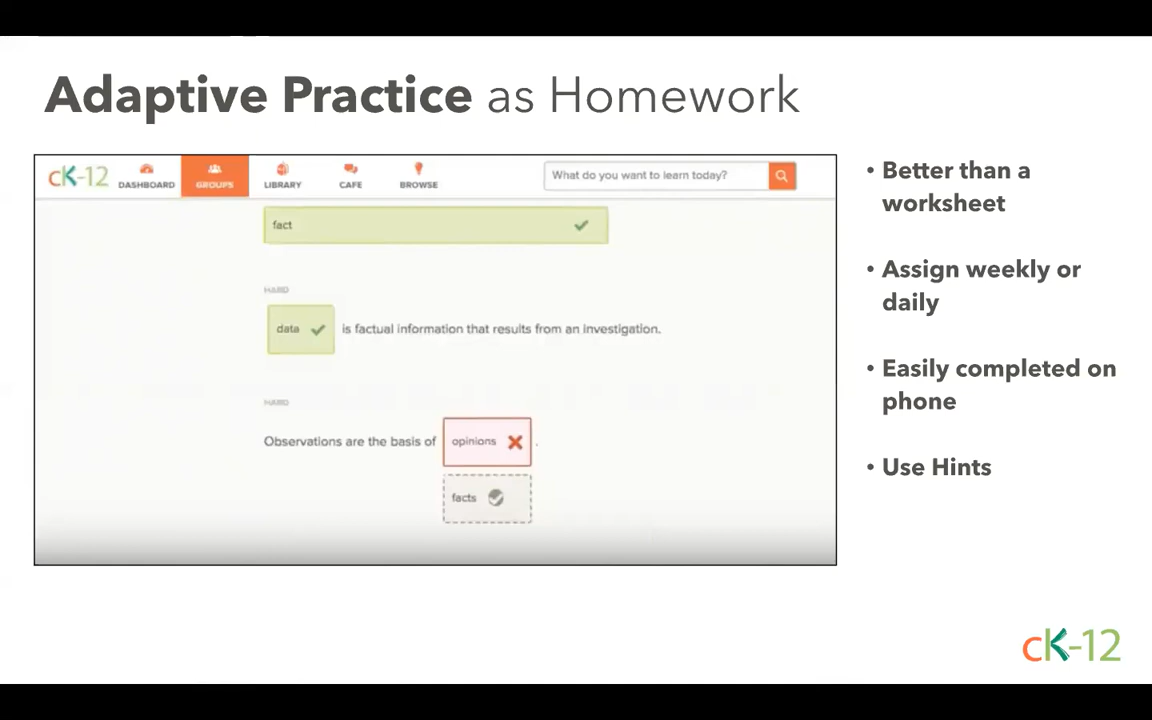 Adaptive Practice as Homework
cK-12
DASHBOARD
GROUPS
LIBRARY
CAFE
BROWSE
What do you want to learn today?
fact
HARD
data is factual information that results from an investigation.
HARD
Observations are the basis of opinions .
facts
• Better than a
worksheet
• Assign weekly or
daily
• Easily completed on
phone
• Use Hints
cK-12